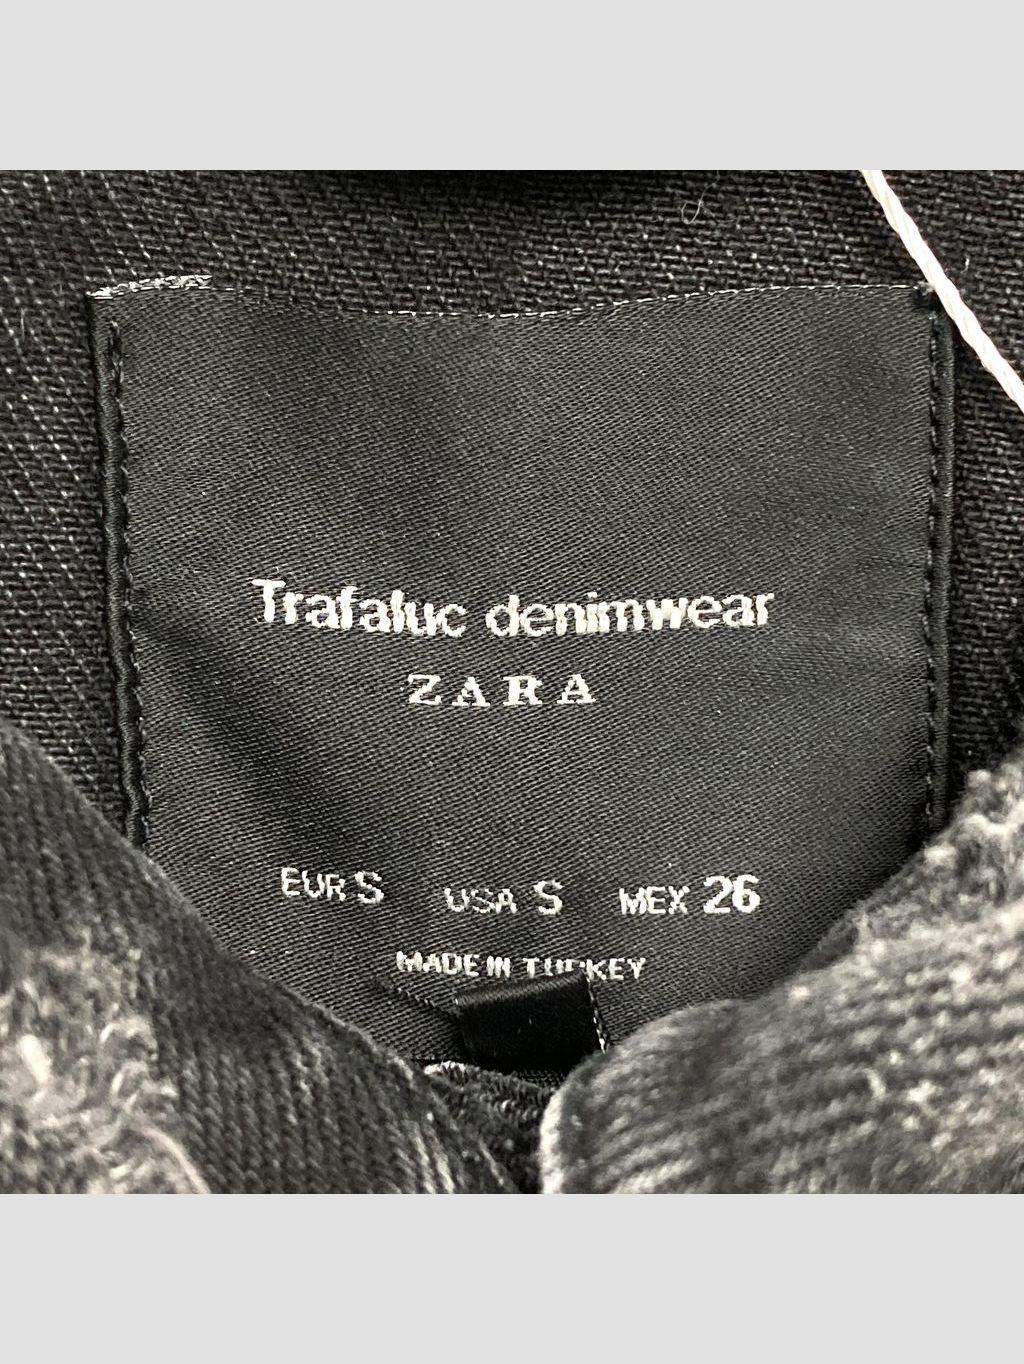 Trafaluc denimwear
ZARA
EUR S USA S MEX 26
MADE IN TURKEY